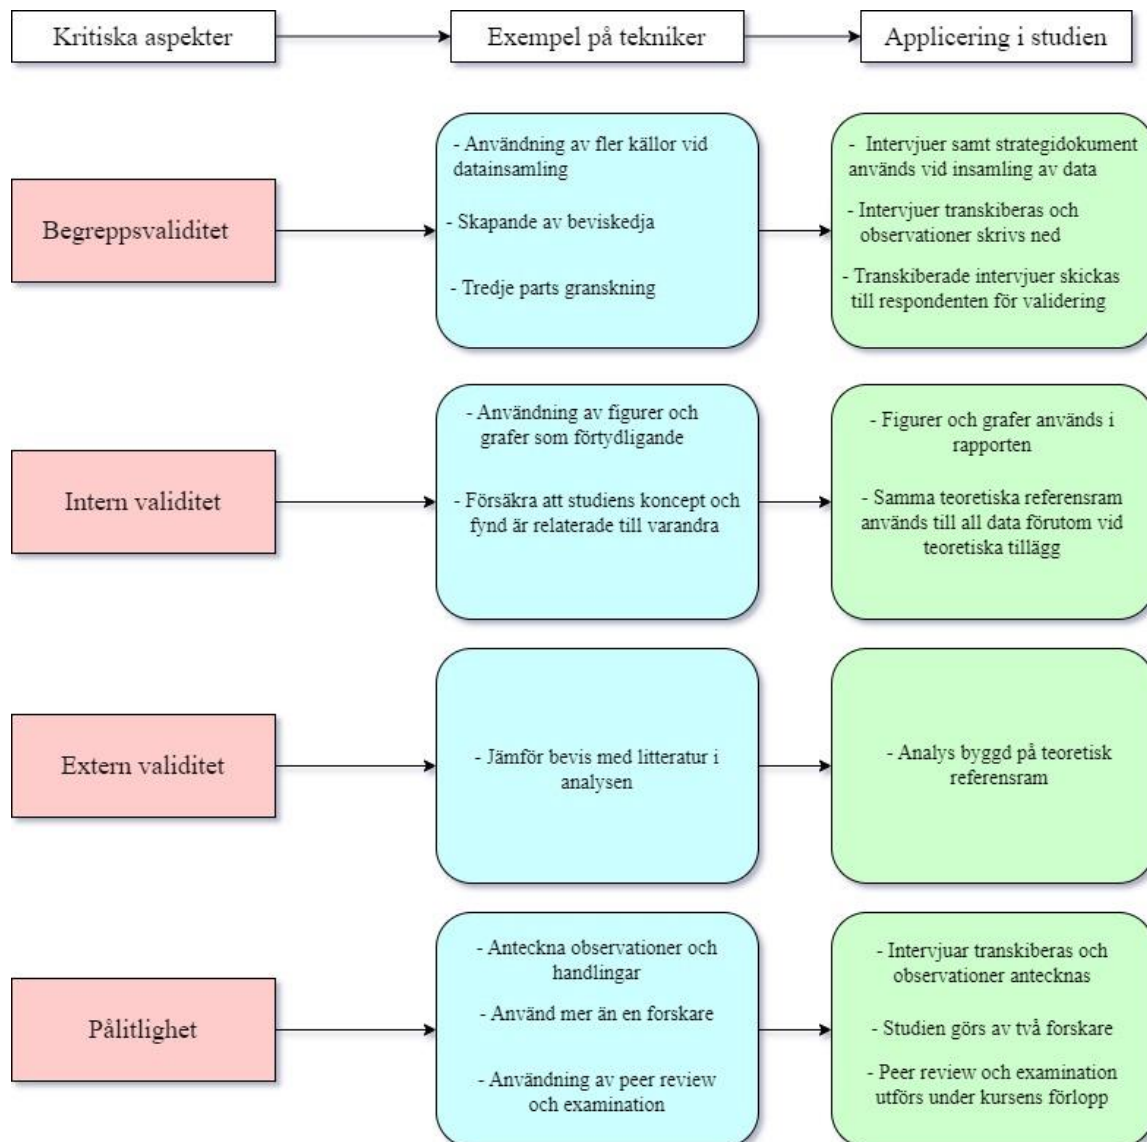 Kritiska aspekter
Exempel på tekniker
Applicering i studien
Begreppsvaliditet
- Användning av fler källor vid
datainsamling
- Skapande av beviskedja
- Tredje parts granskning
- Intervjuer samt strategidokument
används vid insamling av data
- Intervjuer transkiberas och
observationer skrivs ned
- Transkiberade intervjuer skickas
till respondenten för validering
Intern validitet
- Användning av figurer och
grafer som förtydligande
- Försäkra att studiens koncept och
fynd är relaterade till varandra
- Figurer och grafer används i
rapporten
- Samma teoretiska referensram
används till all data förutom vid
teoretiska tillägg
Extern validitet
- Jämför bevis med litteratur i
analysen
- Analys byggd på teoretisk
referensram
Pålitlighet
- Anteckna observationer och
handlingar
- Använd mer än en forskare
- Användning av peer review
och examination
- Intervjuar transkiberas och
observationer antecknas
- Studien görs av två forskare
- Peer review och examination
utförs under kursens förlopp